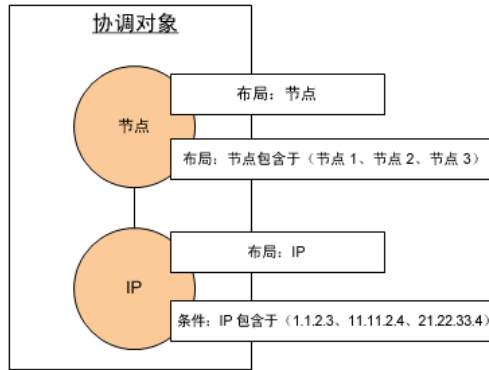 协调对象
布局：节点
节点
布局：节点包含于（节点 1、节点 2、节点 3）
布局：IP
IP
条件：IP 包含于（1.1.2.3、11.11.2.4、21.22.33.4）